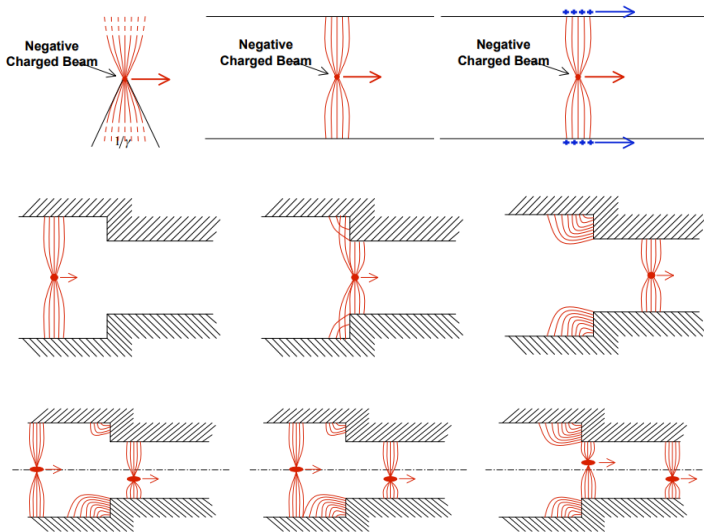 Negative
Charged Beam
1/γ
Negative
Charged Beam
Negative
Charged Beam